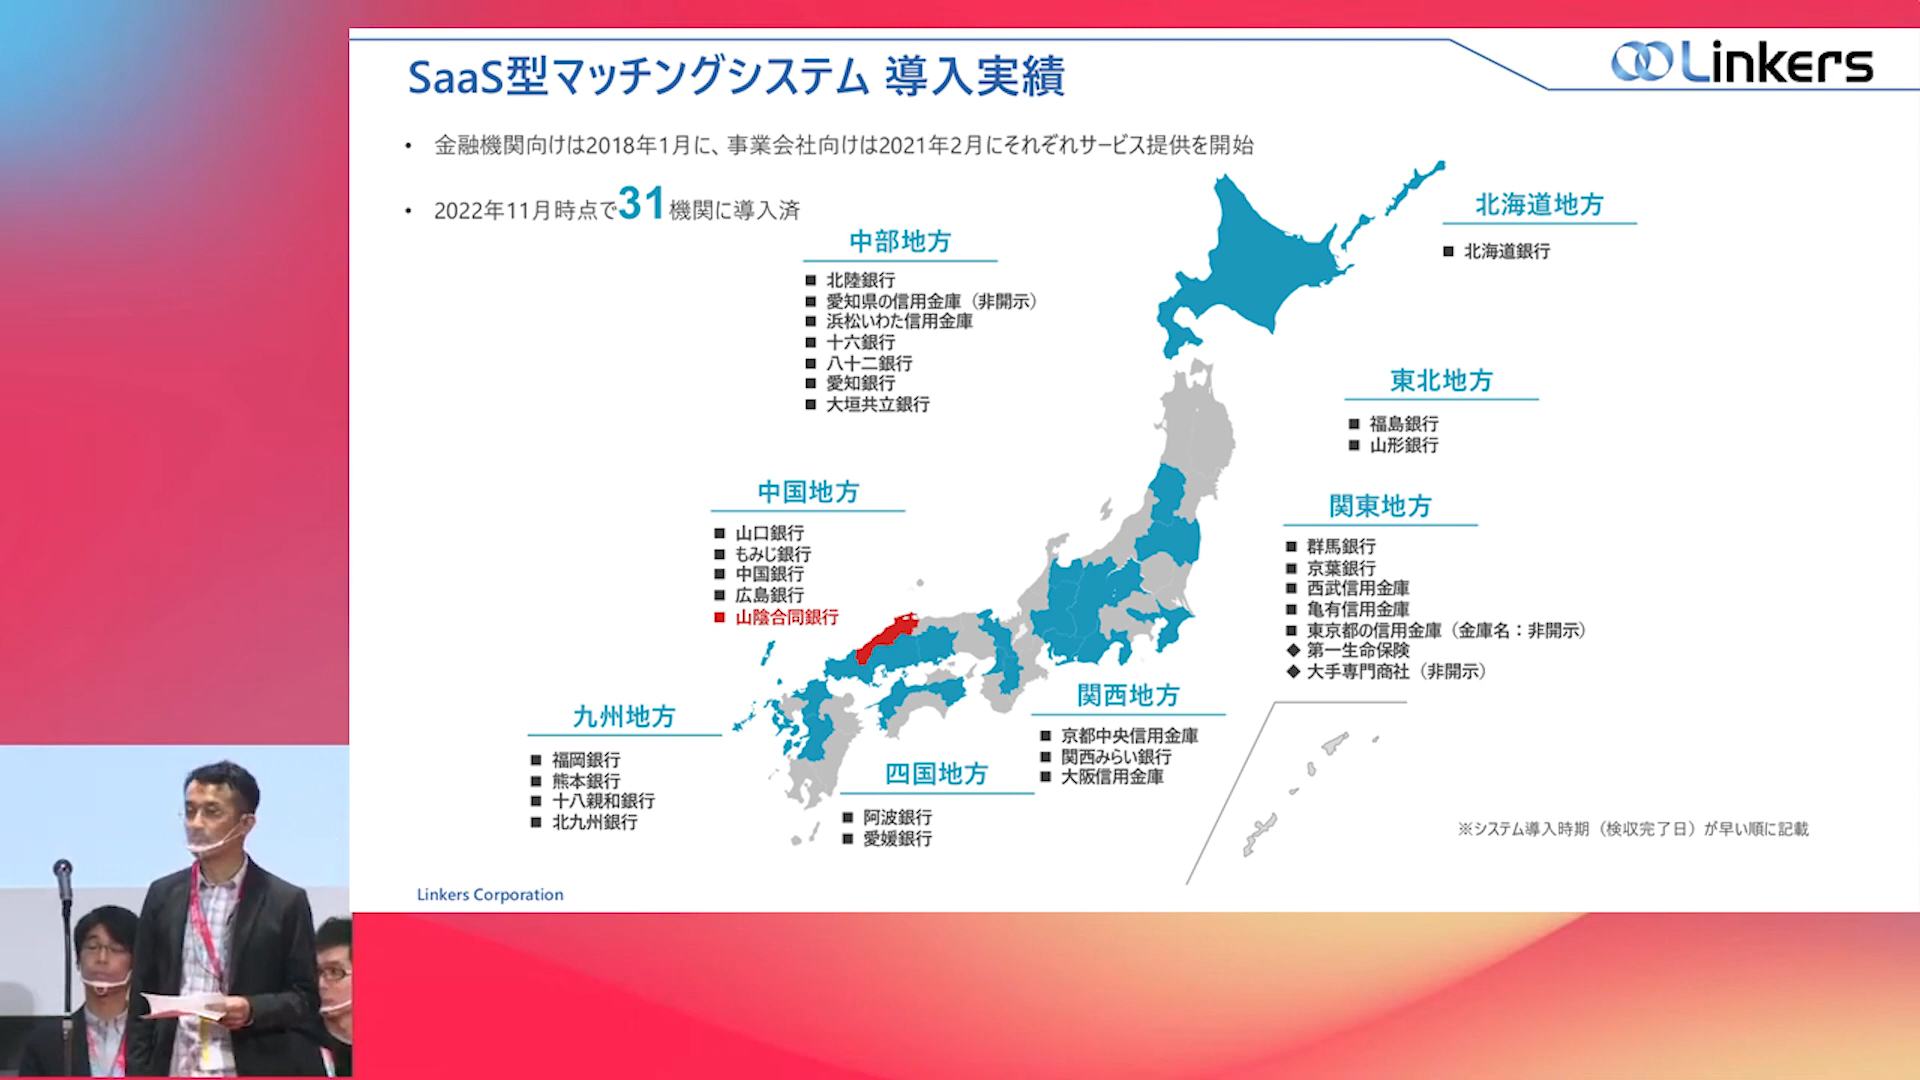 SaaS型マッチングシステム 導入実績
Linkers
• 金融機関向けは2018年1月に、事業会社向けは2021年2月にそれぞれサービス提供を開始
• 2022年11月時点で31機関に導入済
中部地方
■ 北陸銀行
■ 愛知県の信用金庫（非開示）
■ 浜松いわた信用金庫
■ 十六銀行
■ 八十二銀行
■ 愛知銀行
■ 大垣共立銀行
北海道地方
■ 北海道銀行
東北地方
■ 福島銀行
■ 山形銀行
中国地方
■ 山口銀行
■ もみじ銀行
■ 中国銀行
■ 広島銀行
■ 山陰合同銀行
関東地方
■ 群馬銀行
■ 京葉銀行
■ 西武信用金庫
■ 亀有信用金庫
■ 東京都の信用金庫（金庫名：非開示）
◆ 第一生命保険
◆ 大手専門商社（非開示）
九州地方
■ 福岡銀行
■ 熊本銀行
■ 十八親和銀行
■ 北九州銀行
四国地方
■ 阿波銀行
■ 愛媛銀行
関西地方
■ 京都中央信用金庫
■ 関西みらい銀行
■ 大阪信用金庫
※システム導入時期（検収完了日）が早い順に記載
Linkers Corporation